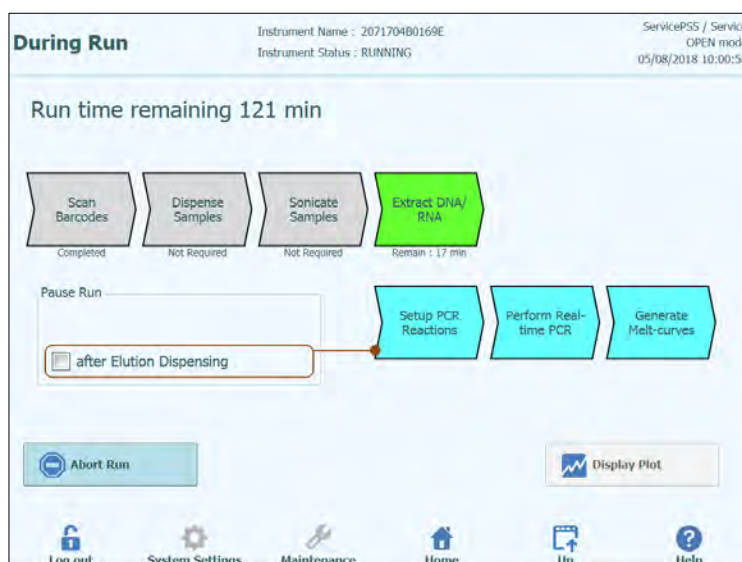 During Run
Instrument Name : 2071704B0169E
Instrument Status : RUNNING
ServicePSS / Servic
OPEN mod
05/08/2018 10:00:5
Run time remaining 121 min
Scan
Barcodes
Completed
Dispense
Samples
Not Required
Sonicate
Samples
Not Required
Extract DNA/
RNA
Remain : 17 min
Pause Run
after Elution Dispensing
Setup PCR
Reactions
Perform Real-
time PCR
Generate
Melt-curves
Abort Run
Display Plot
Log out
System Settings
Maintenance
Home
Up
Help